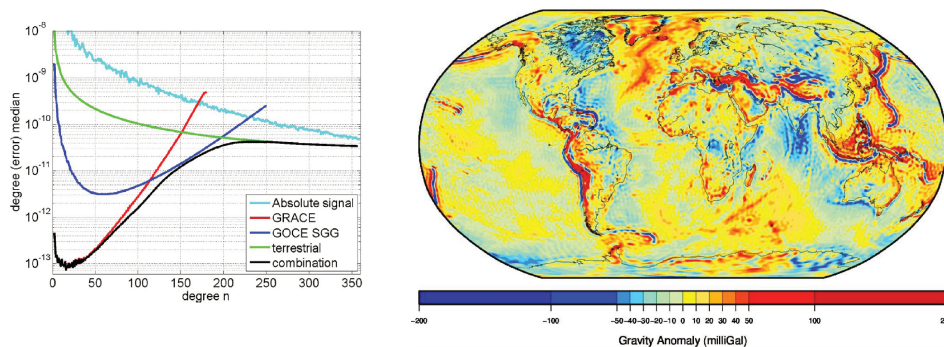 10^-8
10^-9
10^-10
10^-11
10^-12
10^-13
degree (error) median
0 50 100 150 200 250 300 350
degree n
Absolute signal
GRACE
GOCE SGG
terrestrial
combination
-200 -100 -50 -40 -30 -20 -10 0 10 20 30 40 50 100 2
Gravity Anomaly (milliGal)